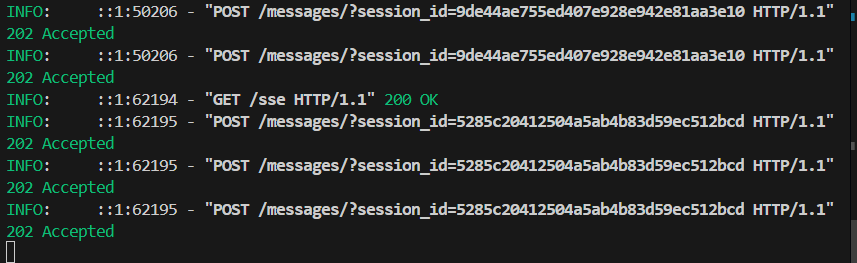 INFO:     ::1:50206 - "POST /messages/?session_id=9de44ae755ed407e928e942e81aa3e10 HTTP/1.1"
202 Accepted
INFO:     ::1:50206 - "POST /messages/?session_id=9de44ae755ed407e928e942e81aa3e10 HTTP/1.1"
202 Accepted
INFO:     ::1:62194 - "GET /sse HTTP/1.1" 200 OK
INFO:     ::1:62195 - "POST /messages/?session_id=5285c20412504a5ab4b83d59ec512bcd HTTP/1.1"
202 Accepted
INFO:     ::1:62195 - "POST /messages/?session_id=5285c20412504a5ab4b83d59ec512bcd HTTP/1.1"
202 Accepted
INFO:     ::1:62195 - "POST /messages/?session_id=5285c20412504a5ab4b83d59ec512bcd HTTP/1.1"
202 Accepted